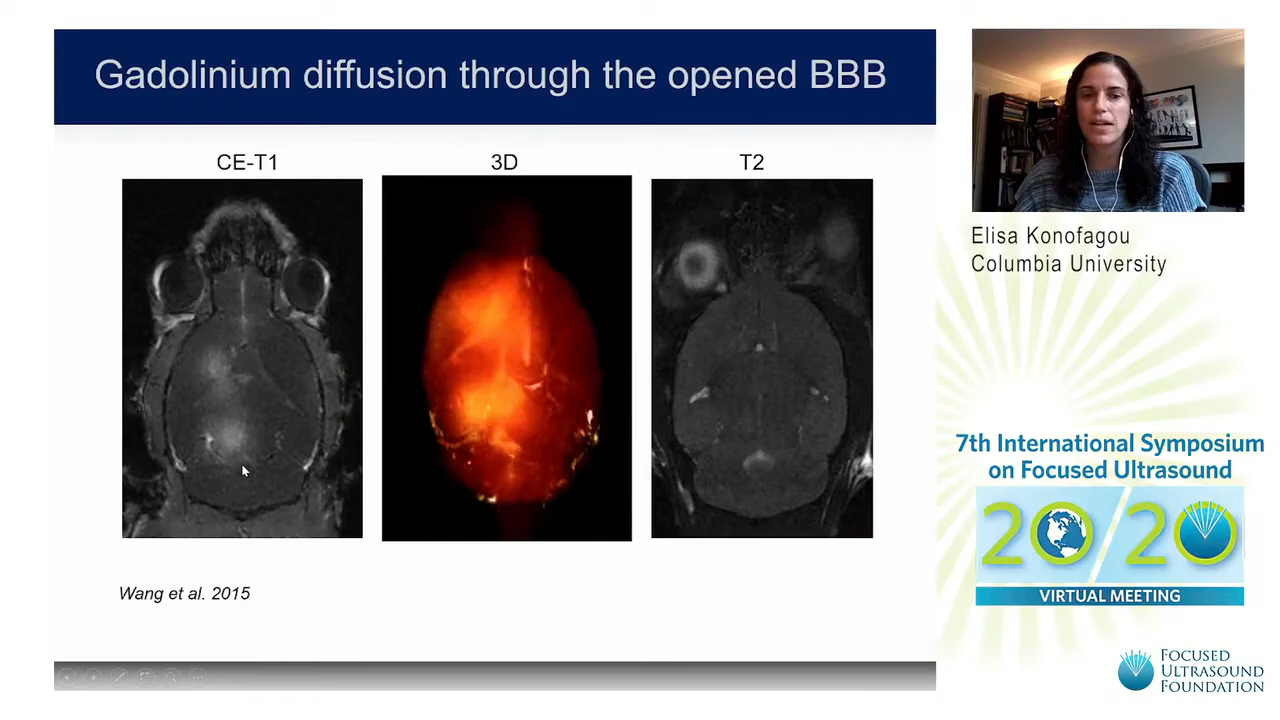 Gadolinium diffusion through the opened BBB
CE-T1
3D
T2
Wang et al. 2015
Elisa Konofagou
Columbia University
7th International Symposium
on Focused Ultrasound
20/20
VIRTUAL MEETING
FOCUSED
ULTRASOUND
FOUNDATION